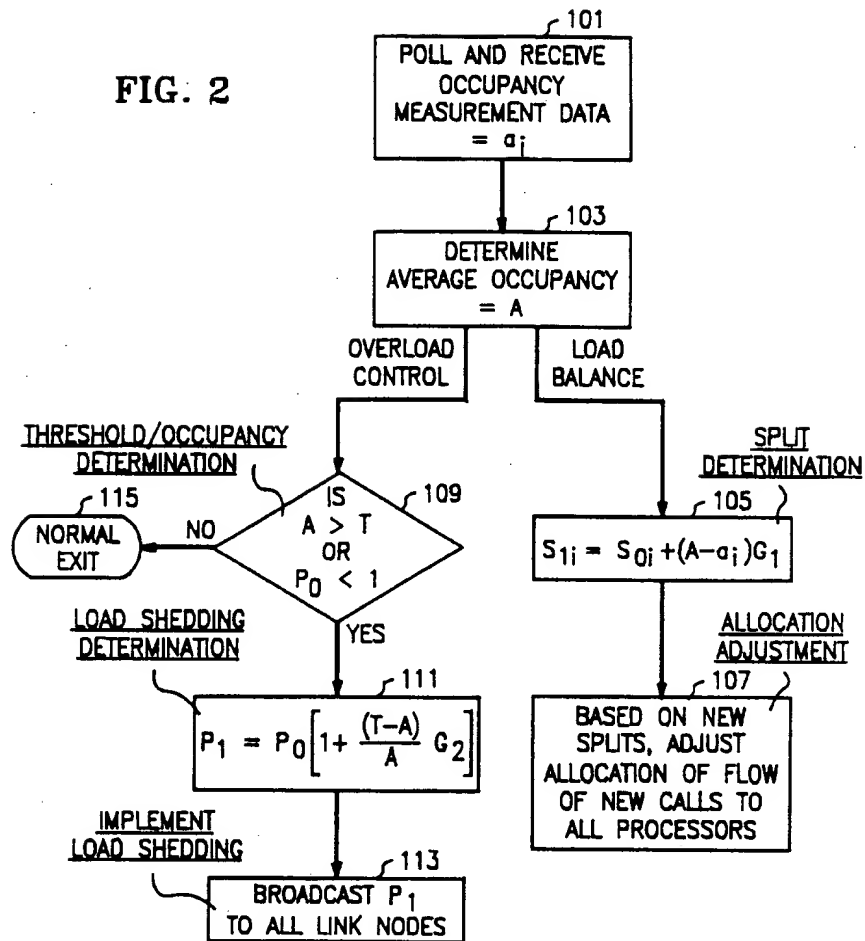 FIG. 2
101
POLL AND RECEIVE
OCCUPANCY
MEASUREMENT DATA
= a_i
103
DETERMINE
AVERAGE OCCUPANCY
= A
OVERLOAD
CONTROL
LOAD
BALANCE
THRESHOLD/OCCUPANCY
DETERMINATION
109
IS
A > T
OR
P_0 < 1
115
NORMAL
EXIT
NO
YES
LOAD SHEDDING
DETERMINATION
111
P_1 = P_0[1+ (T-A)/A G_2]
IMPLEMENT
LOAD SHEDDING
113
BROADCAST P_1
TO ALL LINK NODES
SPLIT
DETERMINATION
105
S_1i = S_0i+(A-a_i)G_1
ALLOCATION
ADJUSTMENT
107
BASED ON NEW
SPLITS, ADJUST
ALLOCATION OF FLOW
OF NEW CALLS TO
ALL PROCESSORS